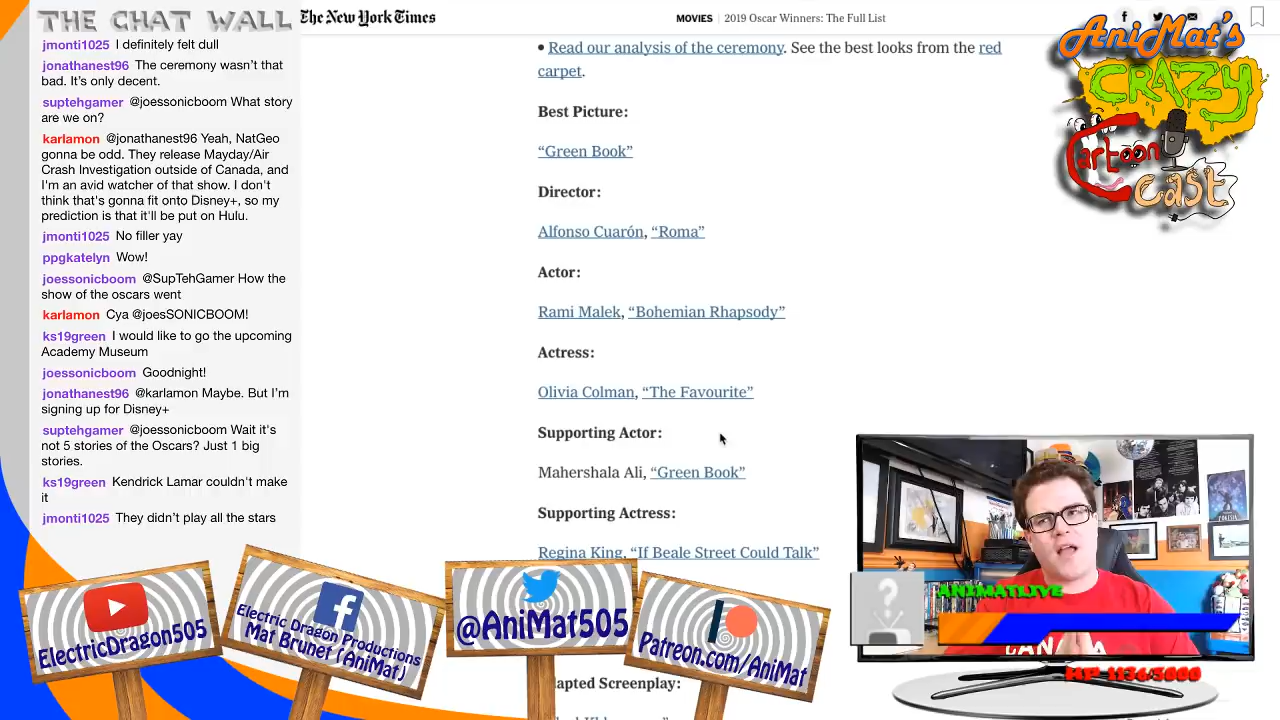 THE CHAT WALL
jmonti1025 I definitely felt dull
jonathanest96 The ceremony wasn't that
bad. It's only decent.
suptehgamer @joessonicboom What story
are we on?
karlamon @jonathanest96 Yeah, NatGeo
gonna be odd. They release Mayday/Air
Crash Investigation outside of Canada, and
I'm an avid watcher of that show. I don't
think that's gonna fit onto Disney+, so my
prediction is that it'll be put on Hulu.
jmonti1025 No filler yay
ppgkatelyn Wow!
joessonicboom @SupTehGamer How the
show of the oscars went
karlamon Cya @joesSONICBOOM!
ks19green I would like to go the upcoming
Academy Museum
joessonicboom Goodnight!
jonathanest96 @karlamon Maybe. But I'm
signing up for Disney+
suptehgamer @joessonicboom Wait it's
not 5 stories of the Oscars? Just 1 big
stories.
ks19green Kendrick Lamar couldn't make
it
jmonti1025 They didn't play all the stars
The New York Times
MOVIES | 2019 Oscar Winners: The Full List
• Read our analysis of the ceremony. See the best looks from the red
carpet.
Best Picture:
“Green Book”
Director:
Alfonso Cuarón, “Roma”
Actor:
Rami Malek, “Bohemian Rhapsody”
Actress:
Olivia Colman, “The Favourite”
Supporting Actor:
Mahershala Ali, “Green Book”
Supporting Actress:
Regina King, “If Beale Street Could Talk”
apted Screenplay:
AniMat's
CRAZY
Cartoon
Cast
ElectricDragon505
Electric Dragon Productions
Mat Brunet (AniMat)
@AniMat505
Patreon.com/AniMat
ANIMATLIVE
CANADA
HP 1136/5000